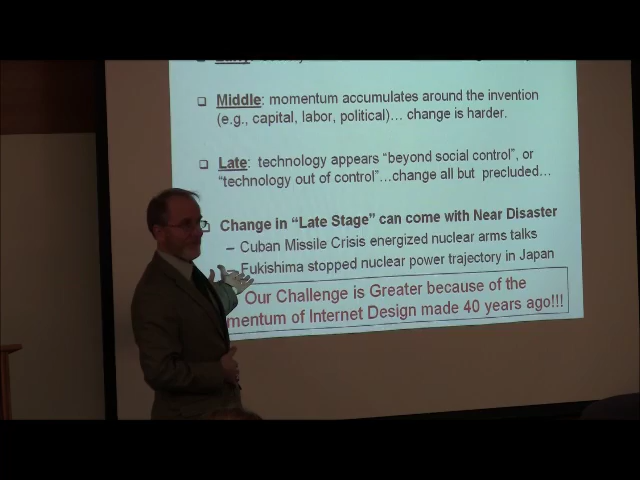 Middle: momentum accumulates around the invention
(e.g., capital, labor, political)… change is harder.
Late: technology appears "beyond social control", or
"technology out of control"…change all but precluded…
Change in "Late Stage" can come with Near Disaster
– Cuban Missile Crisis energized nuclear arms talks
– Fukishima stopped nuclear power trajectory in Japan
Our Challenge is Greater because of the
mentum of Internet Design made 40 years ago!!!